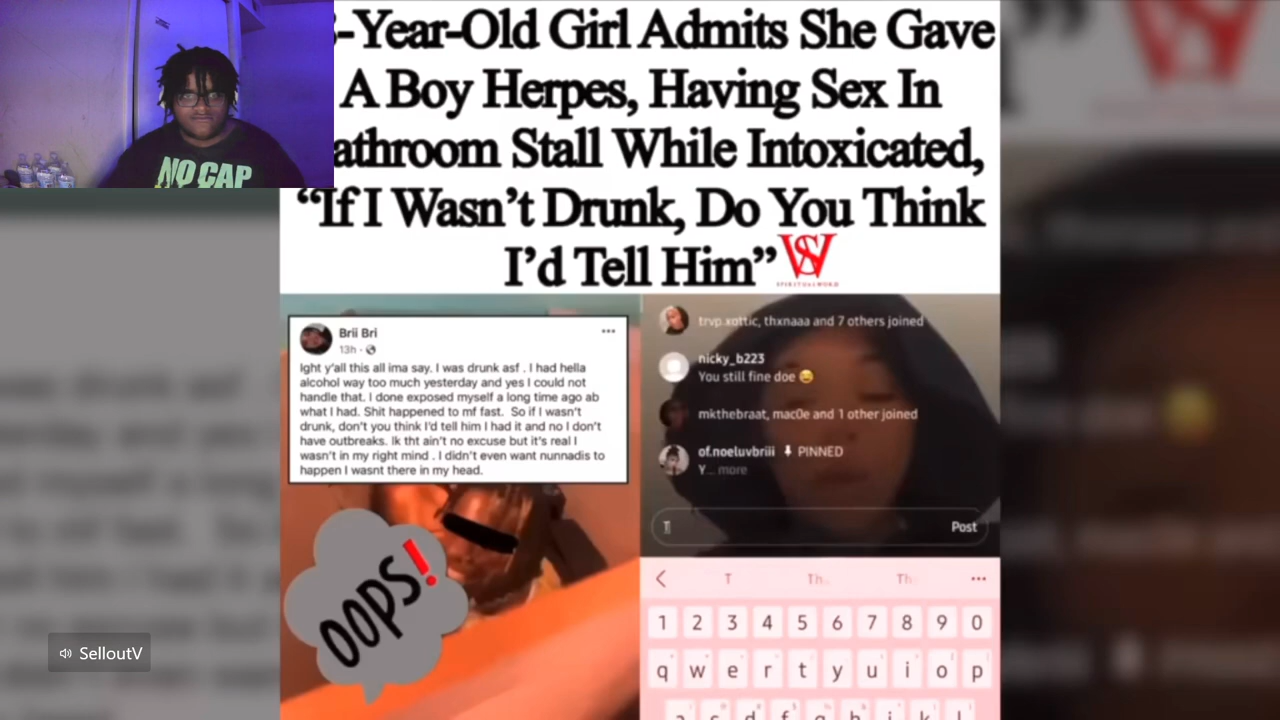 -Year-Old Girl Admits She Gave
A Boy Herpes, Having Sex In
athroom Stall While Intoxicated,
“If I Wasn’t Drunk, Do You Think
I’d Tell Him”
SW
SPIRITUALWORD
NO CAP
Brii Bri
13h ·
Ight y'all this all ima say. I was drunk asf . I had hella
alcohol way too much yesterday and yes I could not
handle that. I done exposed myself a long time ago ab
what I had. Shit happened to mf fast. So if I wasn't
drunk, don't you think I'd tell him I had it and no I don't
have outbreaks. Ik tht ain't no excuse but it's real I
wasn't in my right mind . I didn't even want nunnadis to
happen I wasnt there in my head.
OOPS!
trvp.xottic, thxnaaa and 7 others joined
nicky_b223
You still fine doe 😂
mkthebraat, mac0e and 1 other joined
of.noeluvbriii PINNED
Y... more
T
Post
T Th Th
1 2 3 4 5 6 7 8 9 0
q w e r t y u i o p
a s d f g h j k l
SelloutV